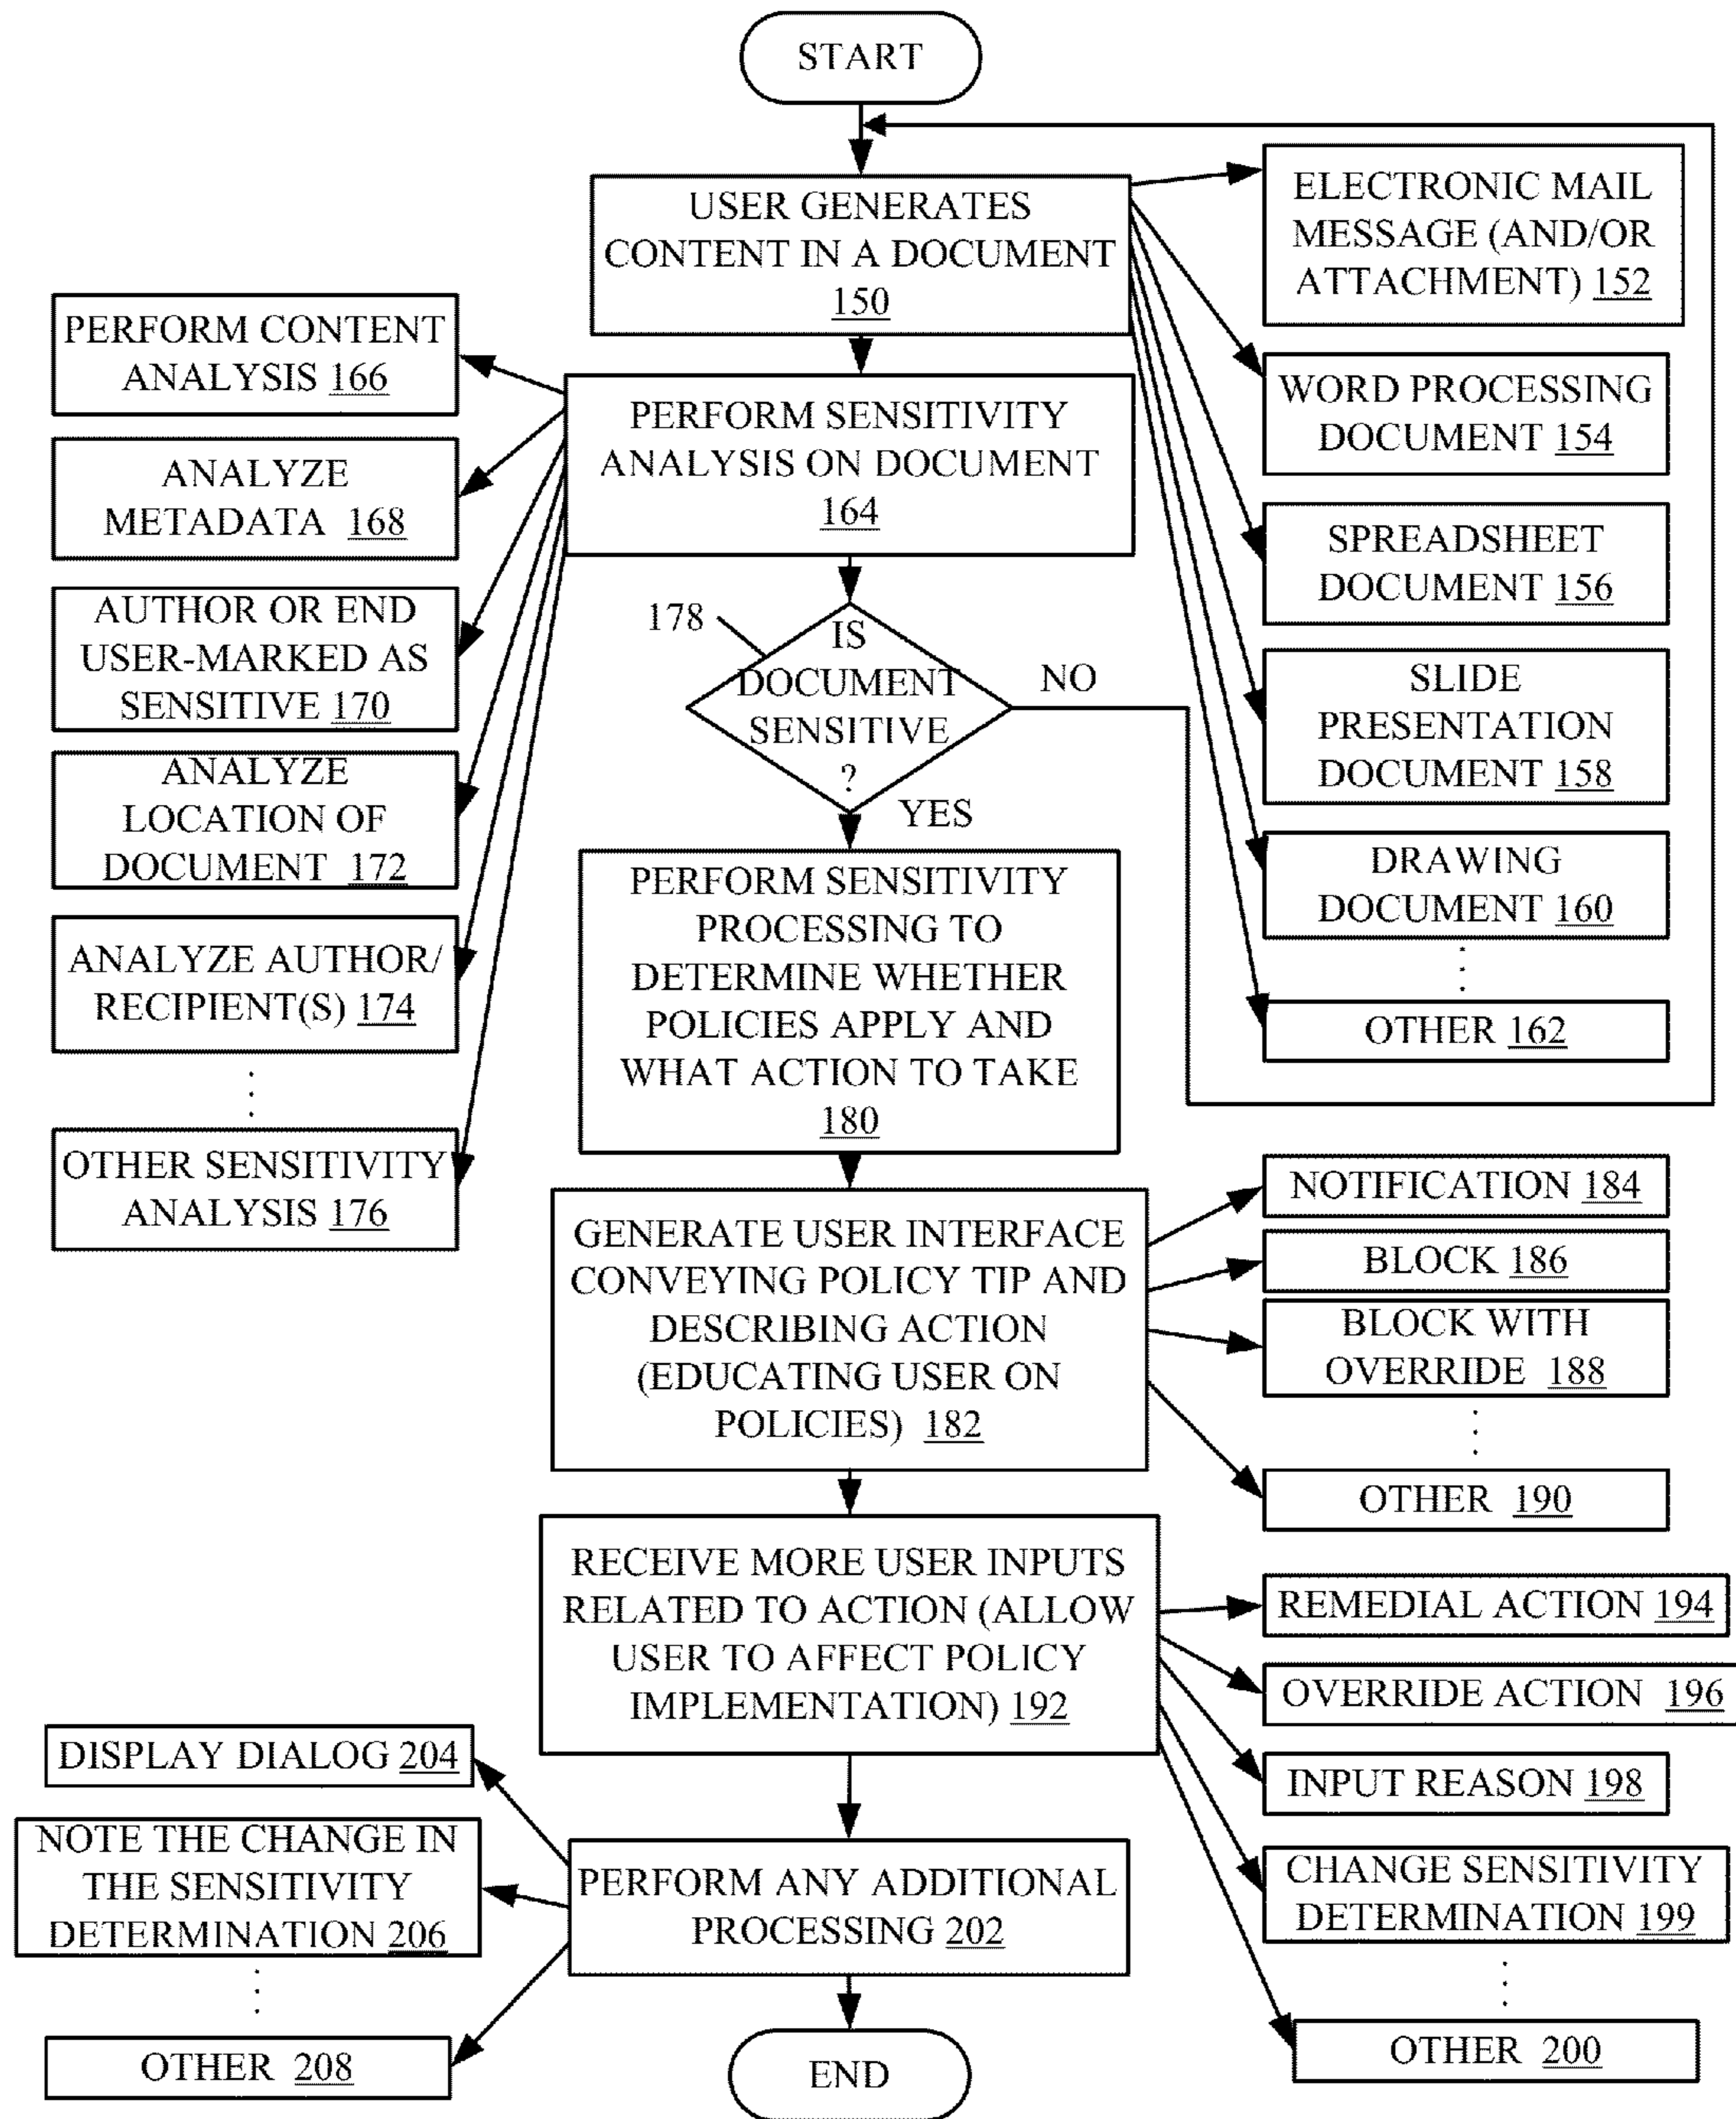 START
USER GENERATES
CONTENT IN A DOCUMENT
150
ELECTRONIC MAIL
MESSAGE (AND/OR
ATTACHMENT) 152
WORD PROCESSING
DOCUMENT 154
SPREADSHEET
DOCUMENT 156
SLIDE
PRESENTATION
DOCUMENT 158
DRAWING
DOCUMENT 160
OTHER 162
PERFORM SENSITIVITY
ANALYSIS ON DOCUMENT
164
PERFORM CONTENT
ANALYSIS 166
ANALYZE
METADATA 168
AUTHOR OR END
USER-MARKED AS
SENSITIVE 170
ANALYZE
LOCATION OF
DOCUMENT 172
ANALYZE AUTHOR/
RECIPIENT(S) 174
OTHER SENSITIVITY
ANALYSIS 176
178
IS
DOCUMENT
SENSITIVE
?
NO
YES
PERFORM SENSITIVITY
PROCESSING TO
DETERMINE WHETHER
POLICIES APPLY AND
WHAT ACTION TO TAKE
180
GENERATE USER INTERFACE
CONVEYING POLICY TIP AND
DESCRIBING ACTION
(EDUCATING USER ON
POLICIES) 182
NOTIFICATION 184
BLOCK 186
BLOCK WITH
OVERRIDE 188
OTHER 190
RECEIVE MORE USER INPUTS
RELATED TO ACTION (ALLOW
USER TO AFFECT POLICY
IMPLEMENTATION) 192
REMEDIAL ACTION 194
OVERRIDE ACTION 196
INPUT REASON 198
CHANGE SENSITIVITY
DETERMINATION 199
OTHER 200
PERFORM ANY ADDITIONAL
PROCESSING 202
DISPLAY DIALOG 204
NOTE THE CHANGE IN
THE SENSITIVITY
DETERMINATION 206
OTHER 208
END